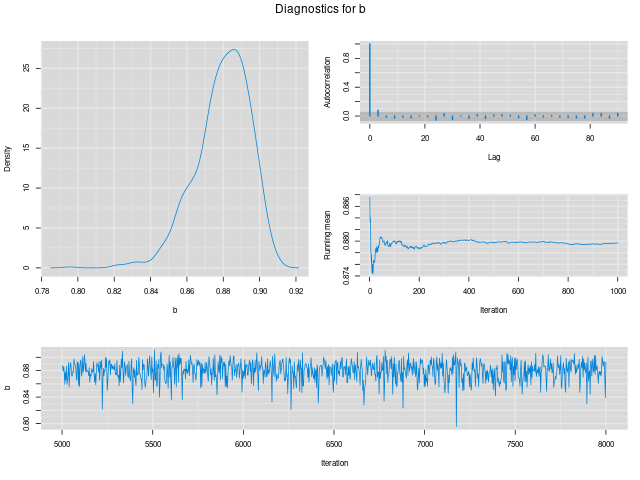 Diagnostics for b
Density
0 5 10 15 20 25
0.78 0.80 0.82 0.84 0.86 0.88 0.90 0.92
b
Autocorrelation
0.0 0.4 0.8
0 20 40 60 80
Lag
Running mean
0.874 0.880 0.886
0 200 400 600 800 1000
Iteration
b
0.80 0.84 0.88
5000 5500 6000 6500 7000 7500 8000
Iteration